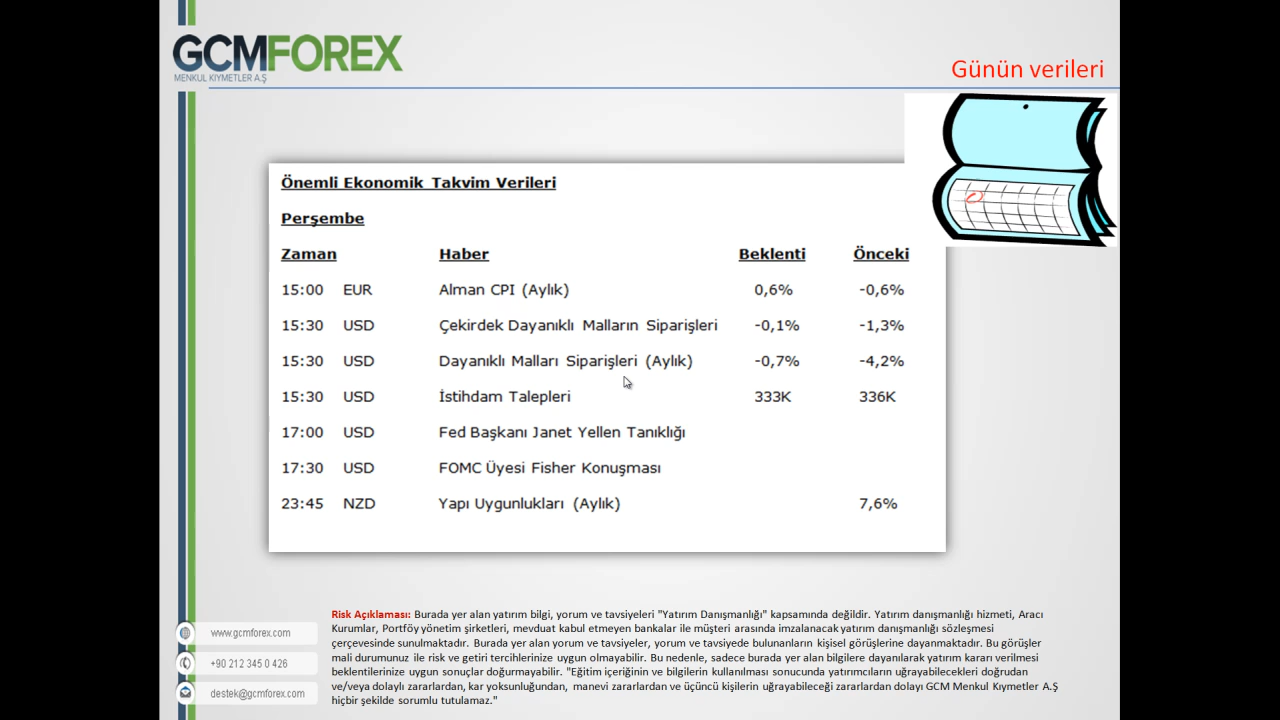 GCMFOREX
MENKUL KIYMETLER A.Ş
Günün verileri
Önemli Ekonomik Takvim Verileri
Perşembe
Zaman Haber Beklenti Önceki
15:00 EUR Alman CPI (Aylık) 0,6% -0,6%
15:30 USD Çekirdek Dayanıklı Malların Siparişleri -0,1% -1,3%
15:30 USD Dayanıklı Malları Siparişleri (Aylık) -0,7% -4,2%
15:30 USD İstihdam Talepleri 333K 336K
17:00 USD Fed Başkanı Janet Yellen Tanıklığı
17:30 USD FOMC Üyesi Fisher Konuşması
23:45 NZD Yapı Uygunlukları (Aylık) 7,6%
www.gcmforex.com
+90 212 345 0 426
destek@gcmforex.com
Risk Açıklaması: Burada yer alan yatırım bilgi, yorum ve tavsiyeleri "Yatırım Danışmanlığı" kapsamında değildir. Yatırım danışmanlığı hizmeti, Aracı
Kurumlar, Portföy yönetim şirketleri, mevduat kabul etmeyen bankalar ile müşteri arasında imzalanacak yatırım danışmanlığı sözleşmesi
çerçevesinde sunulmaktadır. Burada yer alan yorum ve tavsiyeler, yorum ve tavsiyede bulunanların kişisel görüşlerine dayanmaktadır. Bu görüşler
mali durumunuz ile risk ve getiri tercihlerinize uygun olmayabilir. Bu nedenle, sadece burada yer alan bilgilere dayanılarak yatırım kararı verilmesi
beklentilerinize uygun sonuçlar doğurmayabilir. "Eğitim içeriğinin ve bilgilerin kullanılması sonucunda yatırımcıların uğrayabilecekleri doğrudan
ve/veya dolaylı zararlardan, kar yoksunluğundan, manevi zararlardan ve üçüncü kişilerin uğrayabileceği zararlardan dolayı GCM Menkul Kıymetler A.Ş
hiçbir şekilde sorumlu tutulamaz."